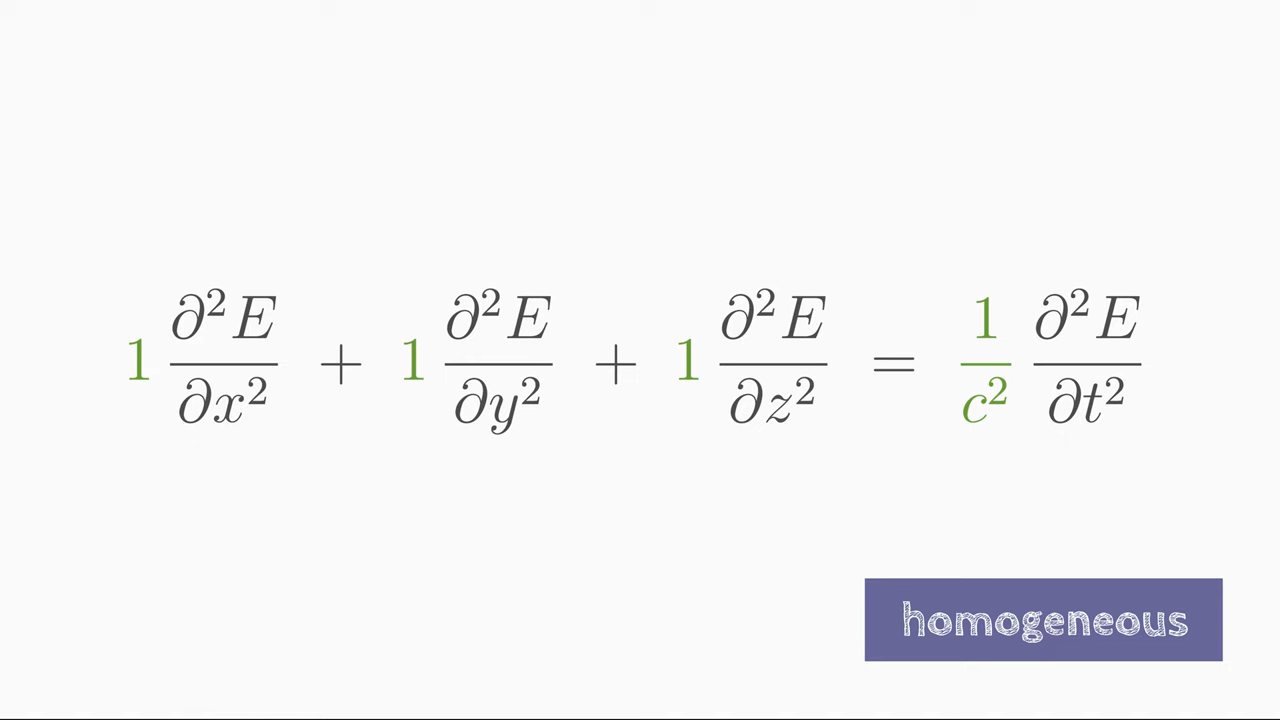 1 ∂²E/∂x² + 1 ∂²E/∂y² + 1 ∂²E/∂z² = 1/c² ∂²E/∂t²
homogeneous